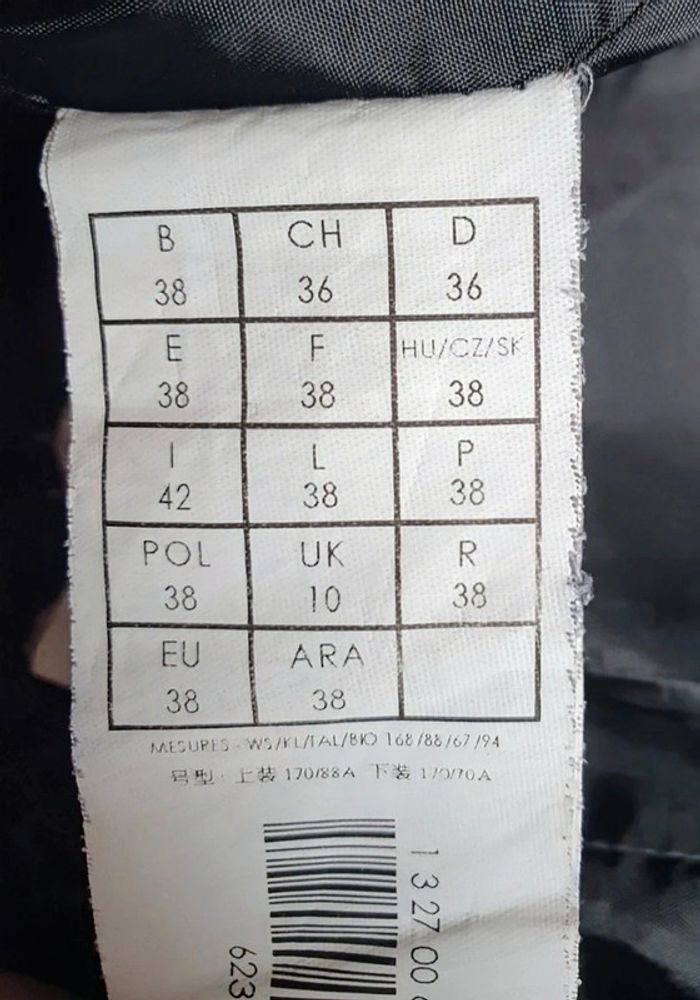 B CH D
38 36 36
E F HU/CZ/SK
38 38 38
I L P
42 38 38
POL UK R
38 10 38
EU ARA
38 38
MESURES - WS/KL/TAL/BIO 168/88/67/94
号型 · 上装 170/88A 下装 170/70A
1 327 00
623